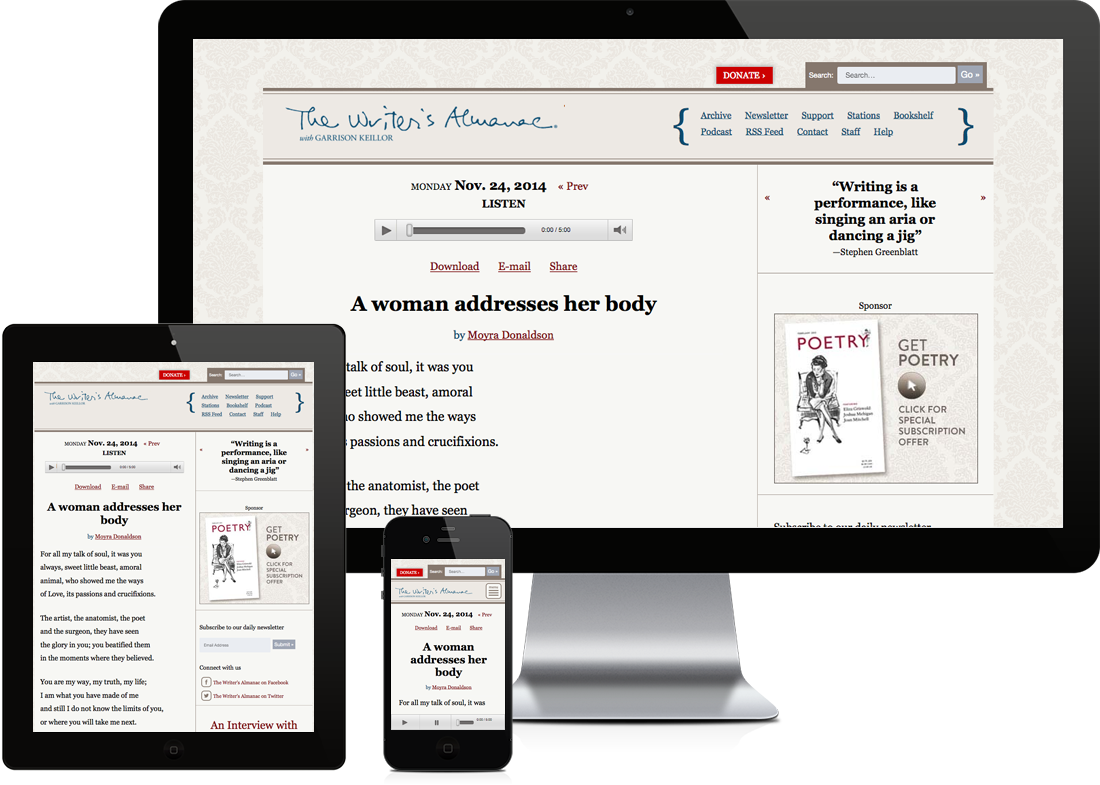 DONATE ›
Search:
Search...
Go »
The Writer's Almanac®
with GARRISON KEILLOR
{ Archive Newsletter Support Stations Bookshelf }
Podcast RSS Feed Contact Staff Help
MONDAY Nov. 24, 2014 « Prev
LISTEN
0:00 / 5:00
Download E-mail Share
A woman addresses her body
by Moyra Donaldson
talk of soul, it was you
eet little beast, amoral
ho showed me the ways
s passions and crucifixions.
the anatomist, the poet
rgeon, they have seen
«
“Writing is a
performance, like
singing an aria or
dancing a jig”
»
—Stephen Greenblatt
Sponsor
POETRY
GET
POETRY
CLICK FOR
SPECIAL
SUBSCRIPTION
OFFER
Subscribe to our daily newsletter
DONATE ›
Search:
Search...
Go »
The Writer's Almanac
with GARRISON KEILLOR
{ Archive Newsletter Support }
Stations Bookshelf Podcast
RSS Feed Contact Staff Help
MONDAY Nov. 24, 2014 « Prev
LISTEN
0:00 / 5:00
Download E-mail Share
A woman addresses her
body
by Moyra Donaldson
For all my talk of soul, it was you
always, sweet little beast, amoral
animal, who showed me the ways
of Love, its passions and crucifixions.
The artist, the anatomist, the poet
and the surgeon, they have seen
the glory in you; you beatified them
in the moments where they believed.
You are my way, my truth, my life;
I am what you have made of me
and still I do not know the limits of you,
or where you will take me next.
«
“Writing is a
performance, like
singing an aria or
dancing a jig”
»
—Stephen Greenblatt
Sponsor
POETRY
GET
POETRY
CLICK FOR
SPECIAL
SUBSCRIPTION
OFFER
Subscribe to our daily newsletter
Email Address
Submit »
Connect with us
The Writer's Almanac on Facebook
The Writer's Almanac on Twitter
An Interview with
DONATE ›
Search:
Search...
Go »
The Writer's Almanac
with GARRISON KEILLOR
MONDAY Nov. 24, 2014 « Prev
Download E-mail Share
A woman
addresses her
body
by Moyra Donaldson
For all my talk of soul, it was
0:00 / 5:00